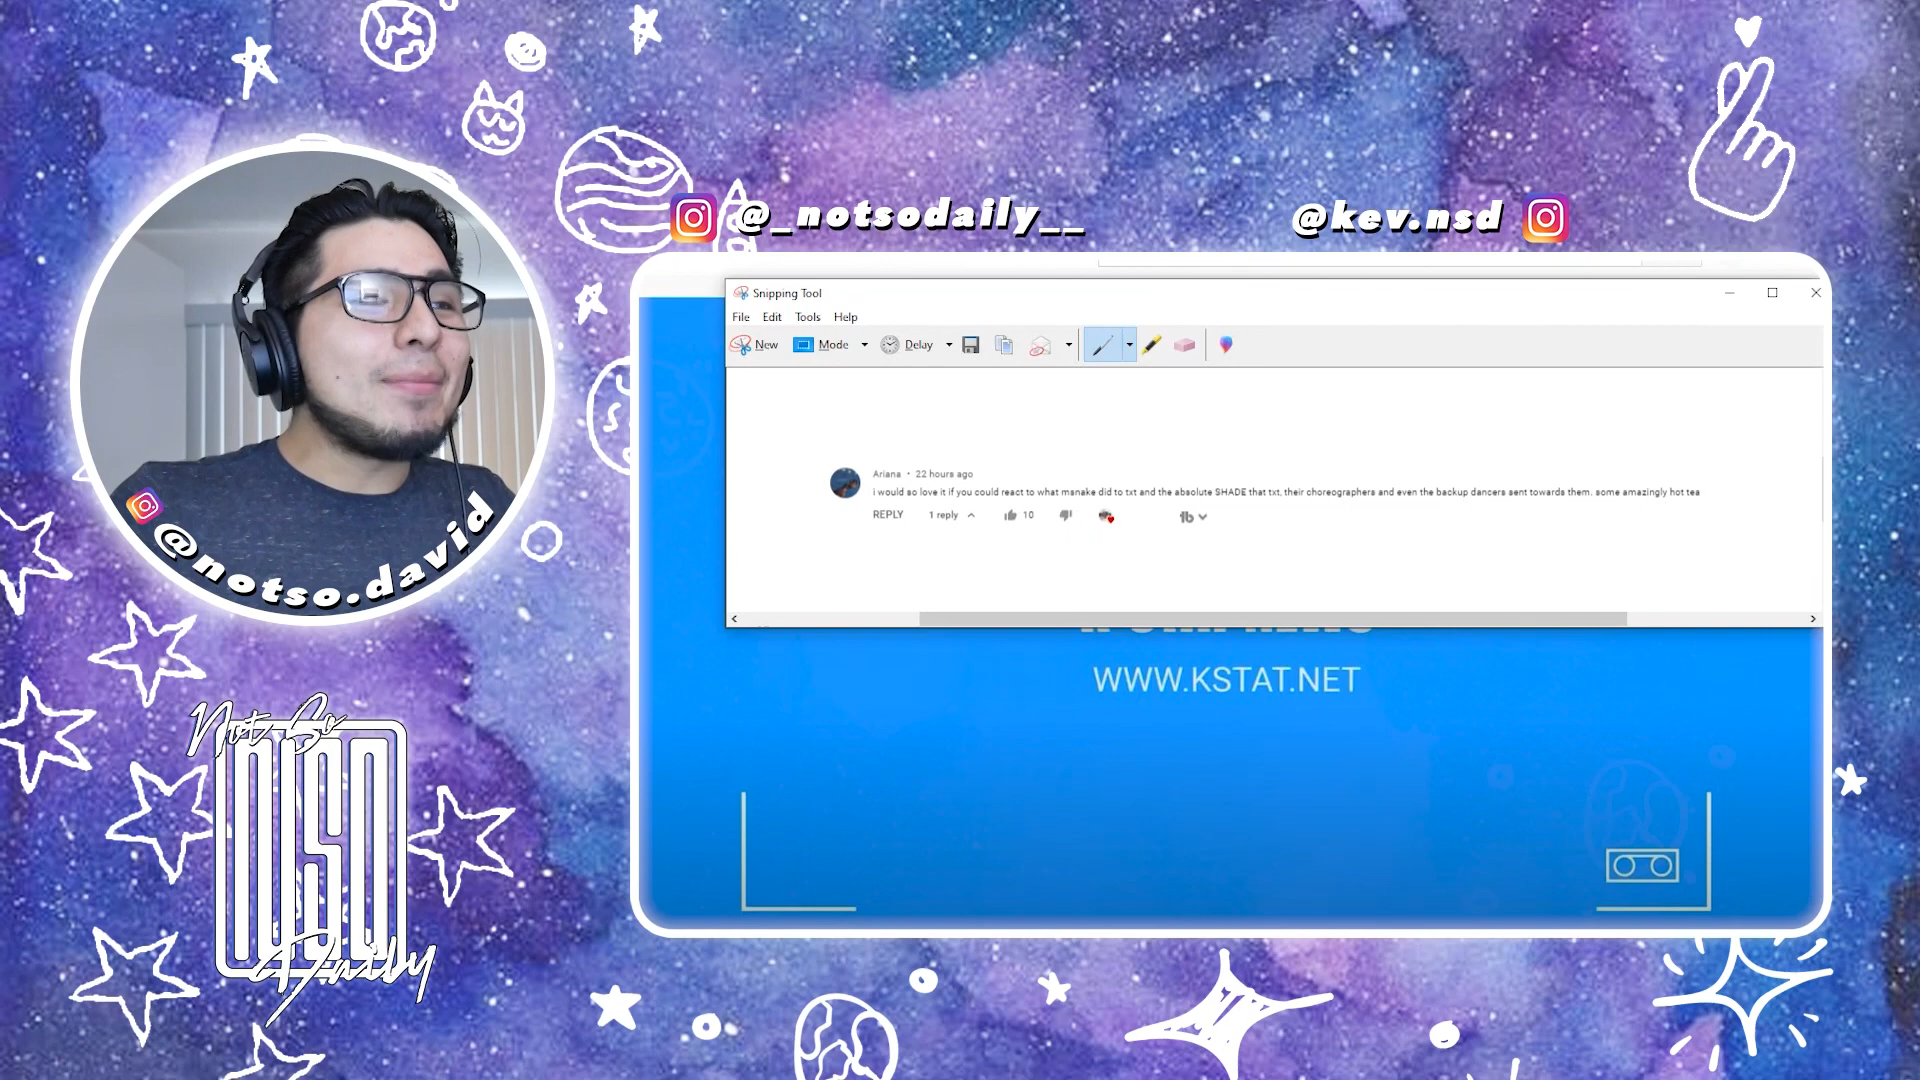 @_notsodaily__
@kev.nsd
Snipping Tool
File Edit Tools Help
New Mode Delay
Ariana • 22 hours ago
i would so love it if you could react to what msnake did to txt and the absolute SHADE that txt, their choreographers and even the backup dancers sent towards them. some amazingly hot tea
REPLY 1 reply 10
tb
WWW.KSTAT.NET
@notso.david
Not So
NSD
Daily